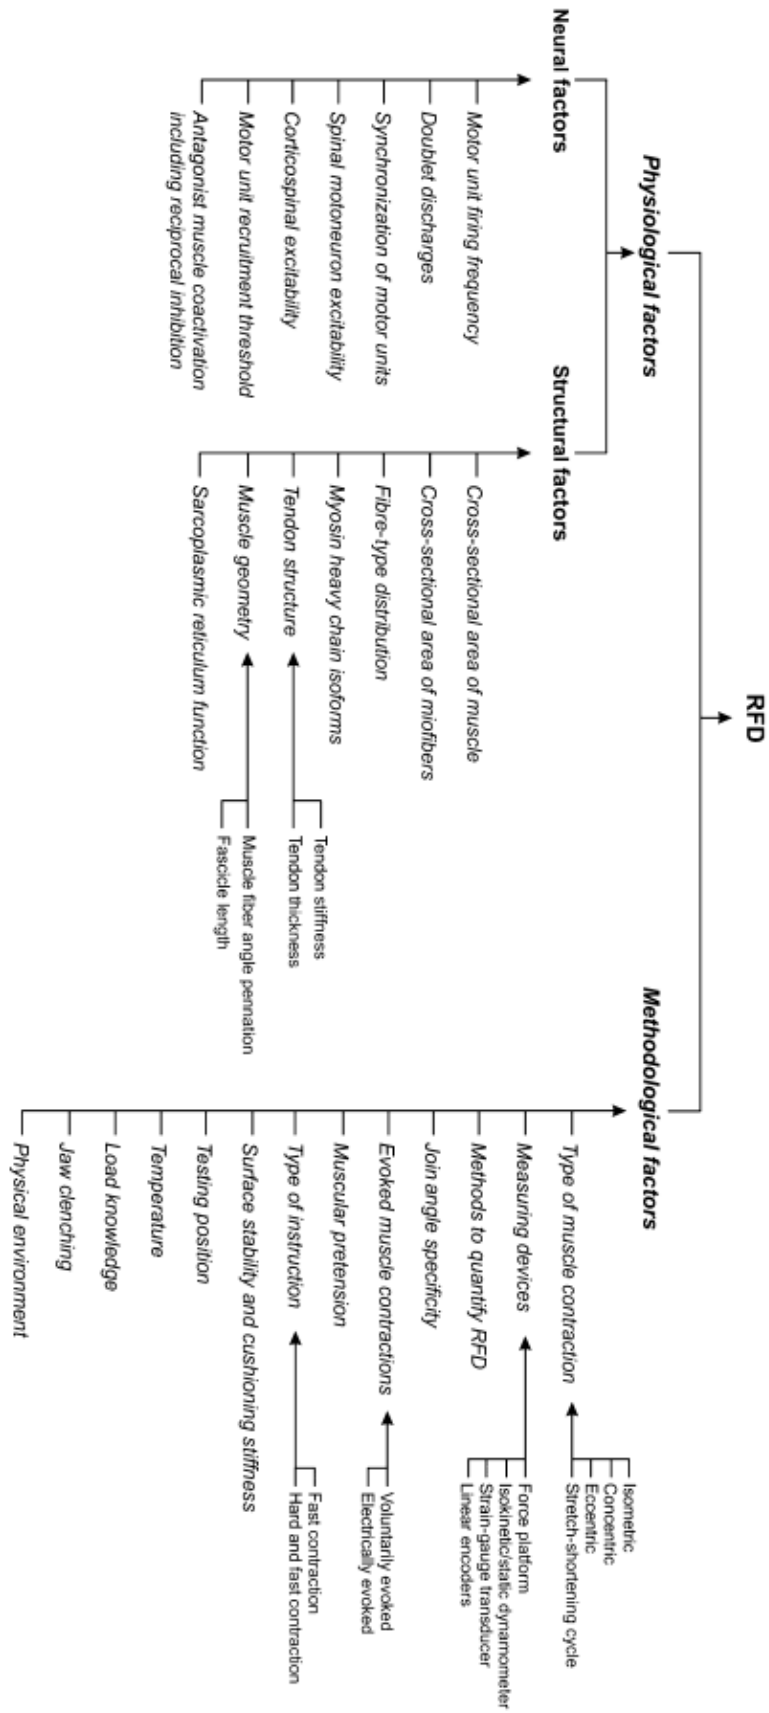 RFD
Physiological factors
Neural factors
Motor unit firing frequency
Doublet discharges
Synchronization of motor units
Spinal motoneuron excitability
Corticospinal excitability
Motor unit recruitment threshold
Antagonist muscle coactivation
including reciprocal inhibition
Structural factors
Cross-sectional area of muscle
Cross-sectional area of miofibers
Fibre-type distribution
Myosin heavy chain isoforms
Tendon structure
Tendon stiffness
Tendon thickness
Muscle geometry
Muscle fiber angle pennation
Fascicle length
Sarcoplasmic reticulum function
Methodological factors
Type of muscle contraction
Isometric
Concentric
Eccentric
Stretch-shortening cycle
Measuring devices
Force platform
Isokinetic/static dynamometer
Strain-gauge transducer
Linear encoders
Methods to quantify RFD
Join angle specificity
Evoked muscle contractions
Voluntarily evoked
Electrically evoked
Muscular pretension
Type of instruction
Fast contraction
Hard and fast contraction
Surface stability and cushioning stiffness
Testing position
Temperature
Load knowledge
Jaw clenching
Physical environment